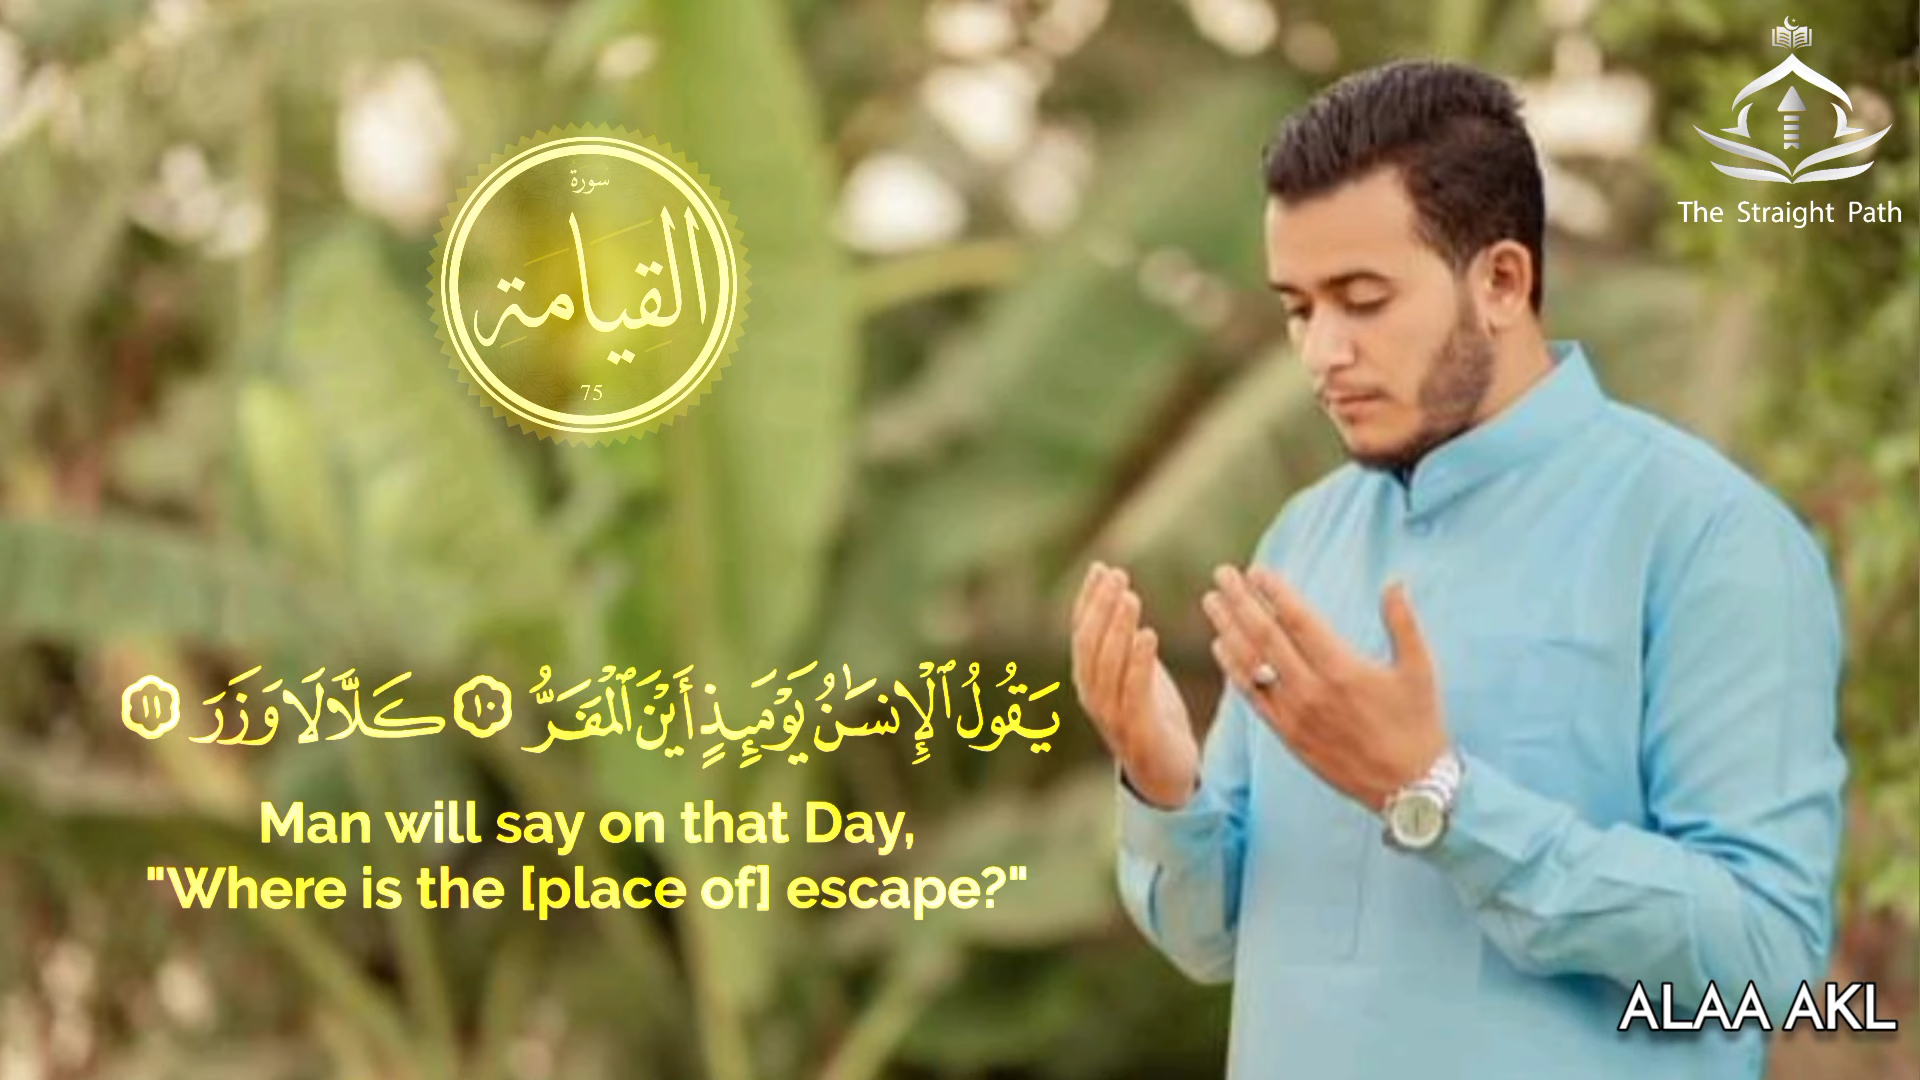 The Straight Path
سورة
القيامة
75
يَقُولُ ٱلْإِنسَـٰنُ يَوْمَئِذٍ أَيْنَ ٱلْمَفَرُّ ١٠ كَلَّا لَا وَزَرَ ١١
Man will say on that Day,
"Where is the [place of] escape?"
ALAA AKL